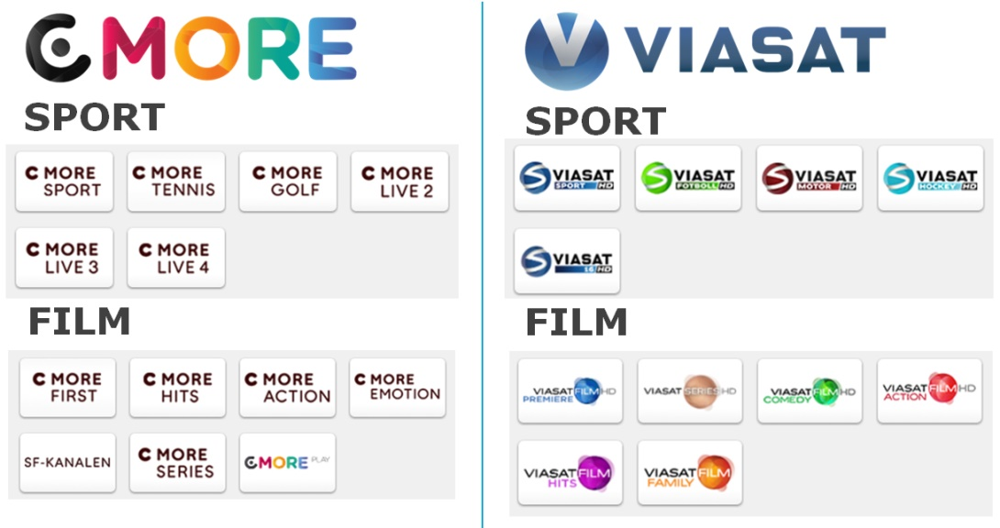 C MORE
SPORT
C MORE
SPORT
C MORE
TENNIS
C MORE
GOLF
C MORE
LIVE 2
C MORE
LIVE 3
C MORE
LIVE 4
FILM
C MORE
FIRST
C MORE
HITS
C MORE
ACTION
C MORE
EMOTION
SF-KANALEN
C MORE
SERIES
C MORE PLAY
V VIASAT
SPORT
S VIASAT
SPORT HD
S VIASAT
FOTBOLL HD
S VIASAT
MOTOR HD
S VIASAT
HOCKEY HD
S VIASAT
16 HD
FILM
VIASAT FILM HD
PREMIERE
VIASAT SERIES HD
VIASAT FILM HD
COMEDY
VIASAT FILM HD
ACTION
VIASAT FILM
HITS
VIASAT FILM
FAMILY